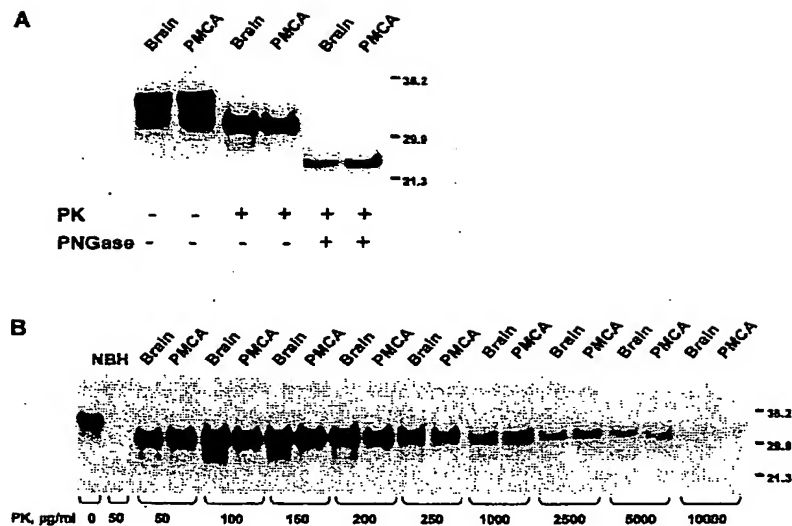 A
Brain PMCA Brain PMCA Brain PMCA
36.2
29.9
21.3
PK - - + + + +
PNGase - - - - + +
B
NBH Brain PMCA Brain PMCA Brain PMCA Brain PMCA Brain PMCA Brain PMCA Brain PMCA Brain PMCA Brain PMCA
36.2
29.9
21.3
PK, µg/ml 0 50 50 100 150 200 250 1000 2500 5000 10000